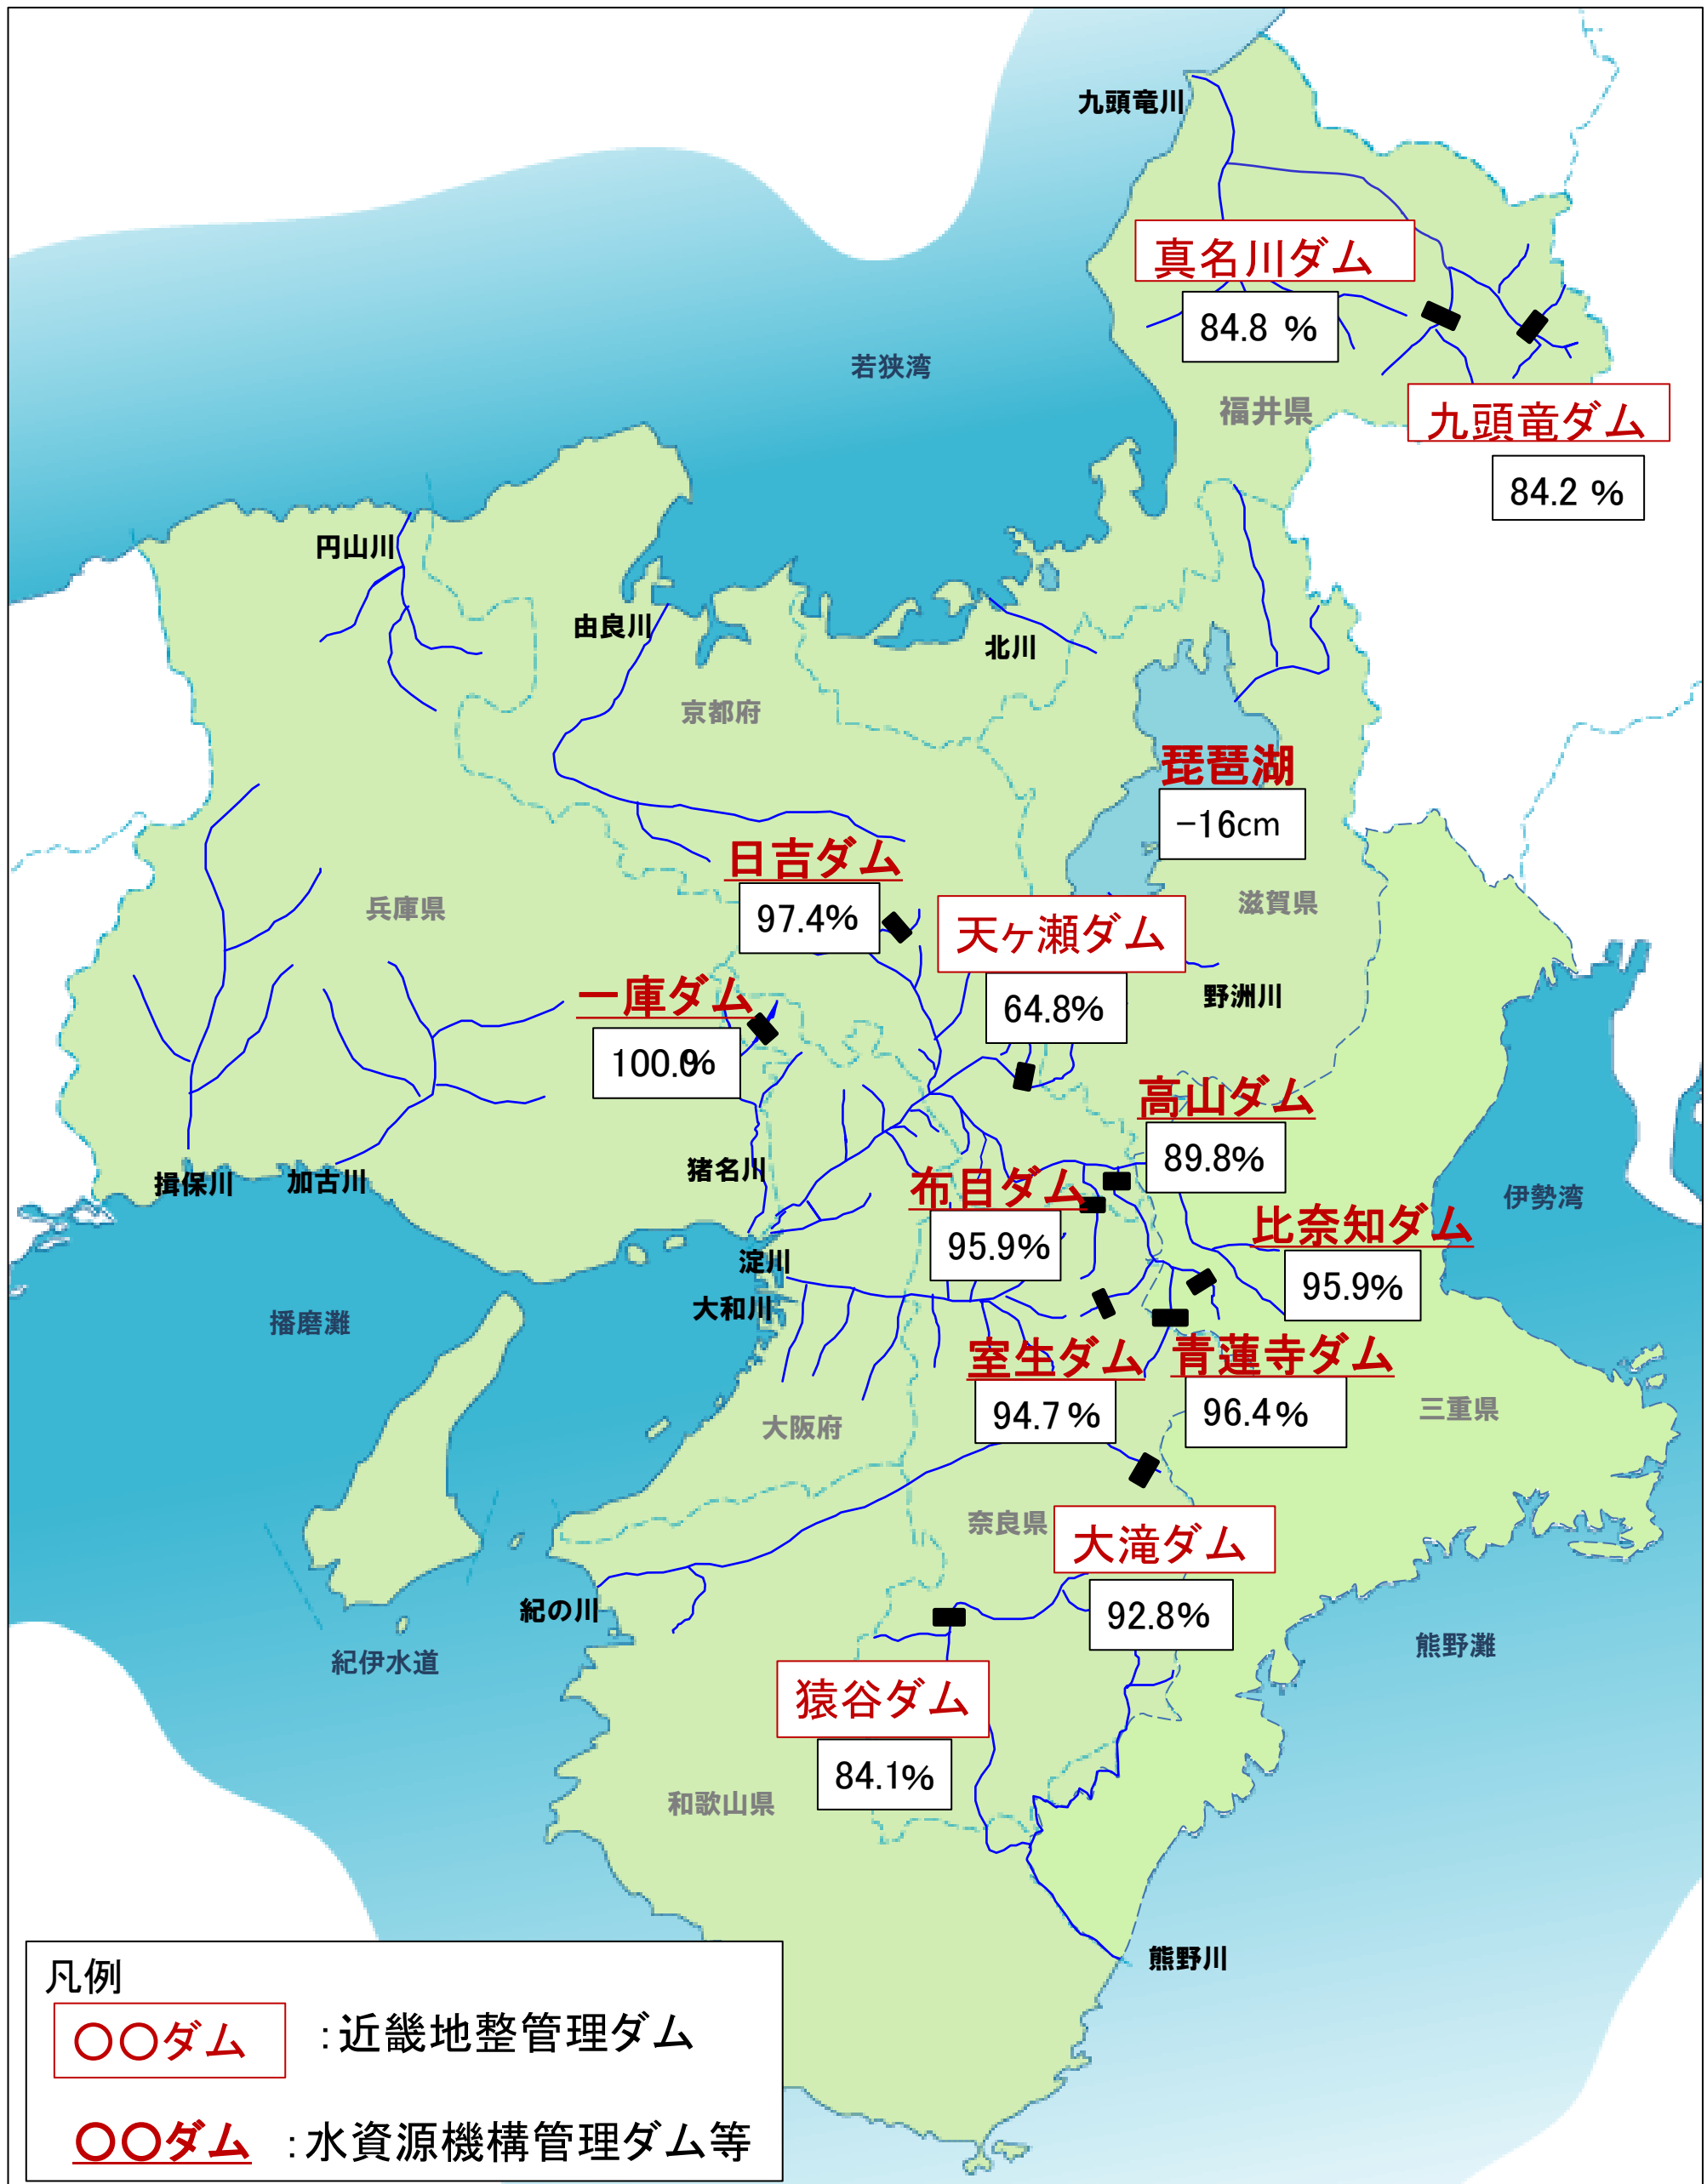 九頭竜川
真名川ダム
84.8 %
若狭湾
福井県
九頭竜ダム
84.2 %
円山川
由良川
北川
京都府
琵琶湖
-16cm
日吉ダム
97.4%
兵庫県
天ヶ瀬ダム
64.8%
滋賀県
野洲川
一庫ダム
100.0%
高山ダム
89.8%
猪名川
揖保川
加古川
布目ダム
95.9%
比奈知ダム
95.9%
伊勢湾
淀川
大和川
播磨灘
室生ダム
94.7 %
青蓮寺ダム
96.4%
三重県
大阪府
奈良県
大滝ダム
92.8%
紀の川
紀伊水道
熊野灘
猿谷ダム
84.1%
和歌山県
熊野川
凡例
〇〇ダム :近畿地整管理ダム
〇〇ダム :水資源機構管理ダム等